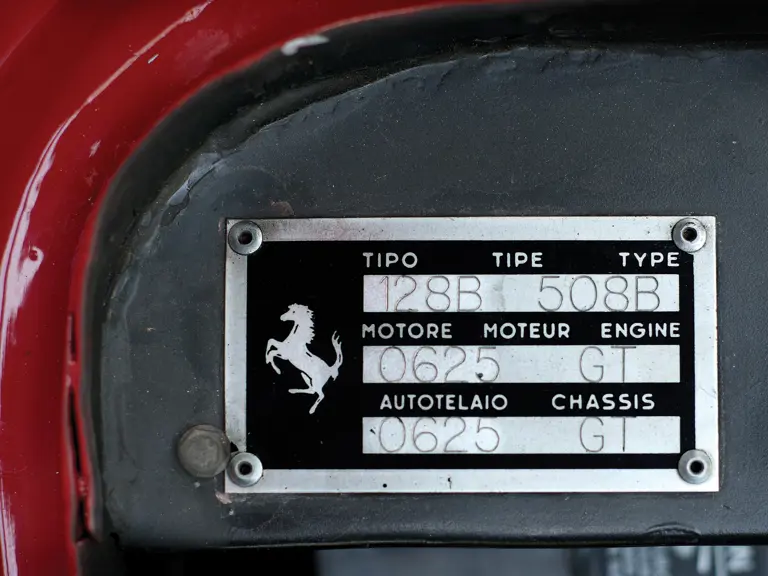 TIPO TIPE TYPE
128B 508B
MOTORE MOTEUR ENGINE
0625 GT
AUTOTELAIO CHASSIS
0625 GT